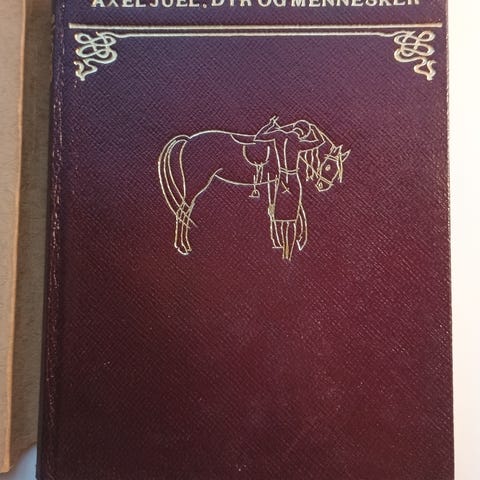 AXEL JUEL, DYR OG MENNESKER